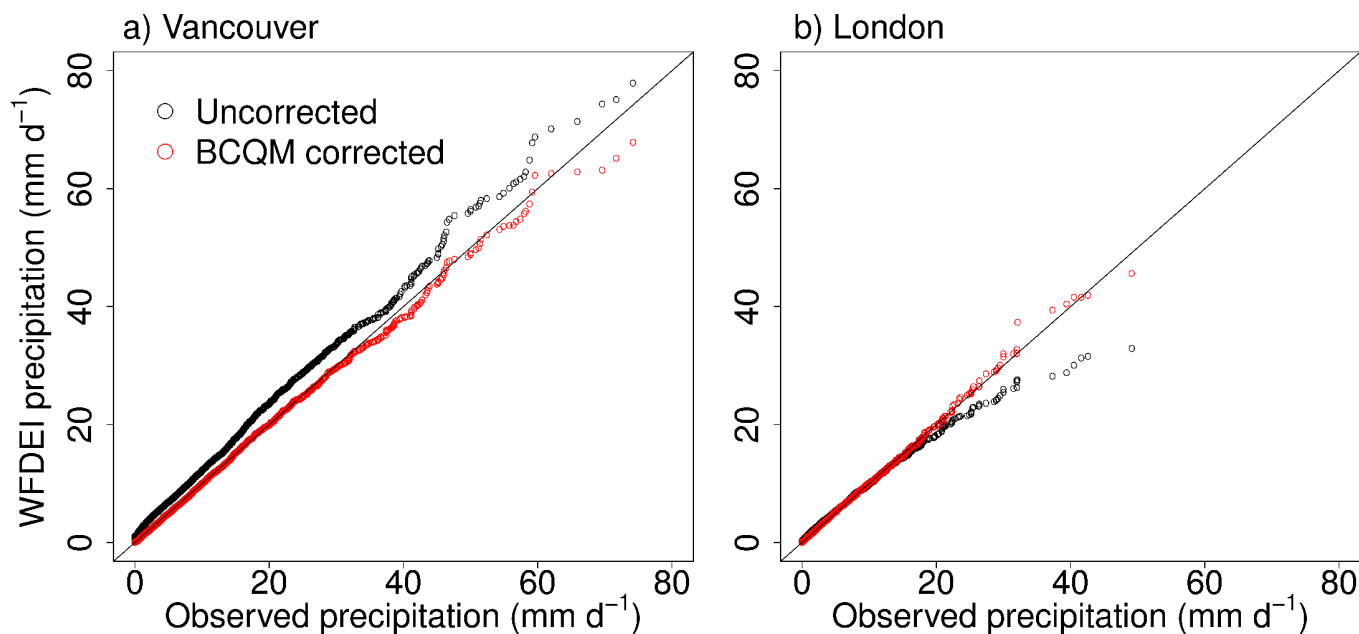 a) Vancouver
WFDEI precipitation (mm d⁻¹)
80
60
40
20
0
Uncorrected
BCQM corrected
0 20 40 60 80
Observed precipitation (mm d⁻¹)
b) London
80
60
40
20
0
0 20 40 60 80
Observed precipitation (mm d⁻¹)